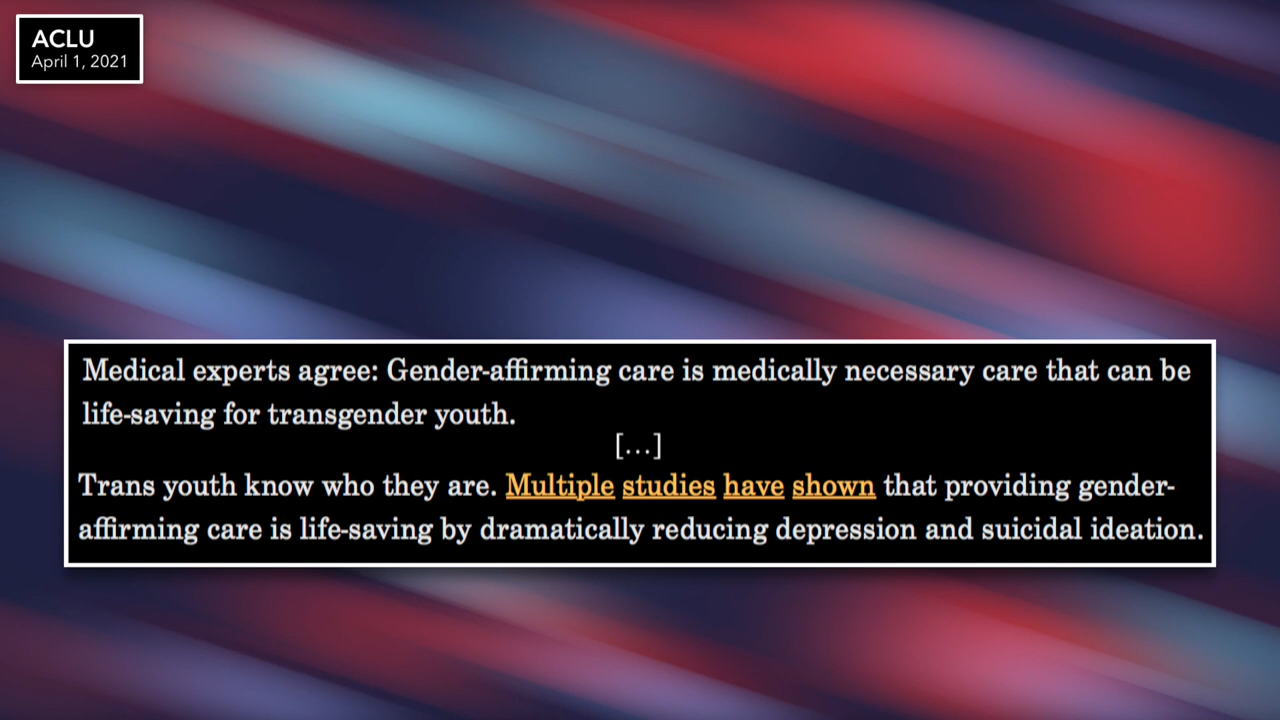 ACLU
April 1, 2021
Medical experts agree: Gender-affirming care is medically necessary care that can be
life-saving for transgender youth.
[...]
Trans youth know who they are. Multiple studies have shown that providing gender-
affirming care is life-saving by dramatically reducing depression and suicidal ideation.